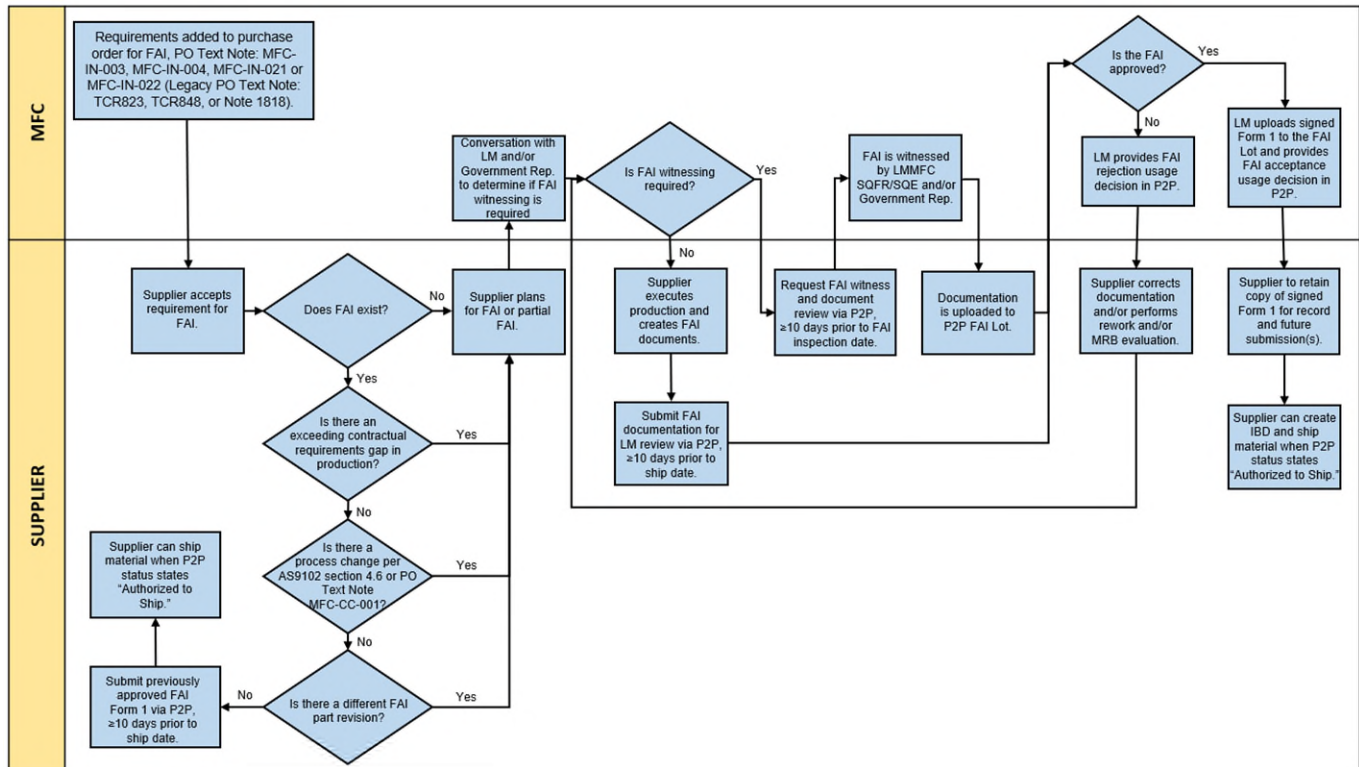 MFC
Requirements added to purchase
order for FAI, PO Text Note: MFC-
IN-003, MFC-IN-004, MFC-IN-021 or
MFC-IN-022 (Legacy PO Text Note:
TCR823, TCR848, or Note 1818).
Conversation with
LM and/or
Government Rep.
to determine if FAI
witnessing is
required
Is FAI witnessing
required?
Yes
No
FAI is witnessed
by LMMFC
SQFR/SQE and/or
Government Rep.
Is the FAI
approved?
Yes
No
LM provides FAI
rejection usage
decision in P2P.
LM uploads signed
Form 1 to the FAI
Lot and provides
FAI acceptance
usage decision in
P2P.
SUPPLIER
Supplier accepts
requirement for
FAI.
Does FAI exist?
No
Yes
Supplier plans
for FAI or partial
FAI.
Supplier
executes
production and
creates FAI
documents.
Request FAI witness
and document
review via P2P,
≥10 days prior to FAI
inspection date.
Documentation
is uploaded to
P2P FAI Lot.
Supplier corrects
documentation
and/or performs
rework and/or
MRB evaluation.
Supplier to retain
copy of signed
Form 1 for record
and future
submission(s).
Is there an
exceeding contractual
requirements gap in
production?
Yes
No
Submit FAI
documentation for
LM review via P2P,
≥10 days prior to
ship date.
Supplier can create
IBD and ship
material when P2P
status states
“Authorized to Ship.”
Is there a
process change per
AS9102 section 4.6 or PO
Text Note
MFC-CC-001?
Yes
No
Supplier can ship
material when P2P
status states
“Authorized to
Ship.”
Is there a different FAI
part revision?
Yes
No
Submit previously
approved FAI
Form 1 via P2P,
≥10 days prior to
ship date.